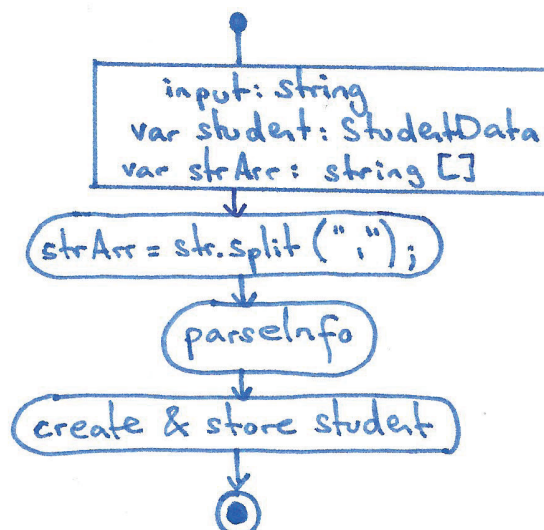 input: string
var student: StudentData
var strArr: string []
strArr = str.split (",");
parseInfo
create & store student